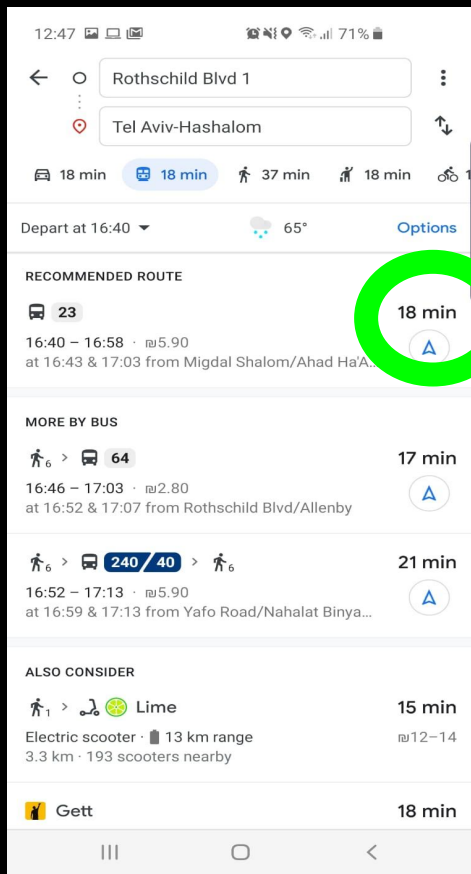 12:47 71%
Rothschild Blvd 1
Tel Aviv-Hashalom
18 min 18 min 37 min 18 min 1
Depart at 16:40 65° Options
RECOMMENDED ROUTE
23 18 min
16:40 – 16:58 · ₪5.90
at 16:43 & 17:03 from Migdal Shalom/Ahad Ha'A...
MORE BY BUS
6 > 64 17 min
16:46 – 17:03 · ₪2.80
at 16:52 & 17:07 from Rothschild Blvd/Allenby
6 > 240/40 > 6 21 min
16:52 – 17:13 · ₪5.90
at 16:59 & 17:13 from Yafo Road/Nahalat Binya...
ALSO CONSIDER
1 > Lime 15 min
Electric scooter · 13 km range ₪12–14
3.3 km · 193 scooters nearby
Gett 18 min